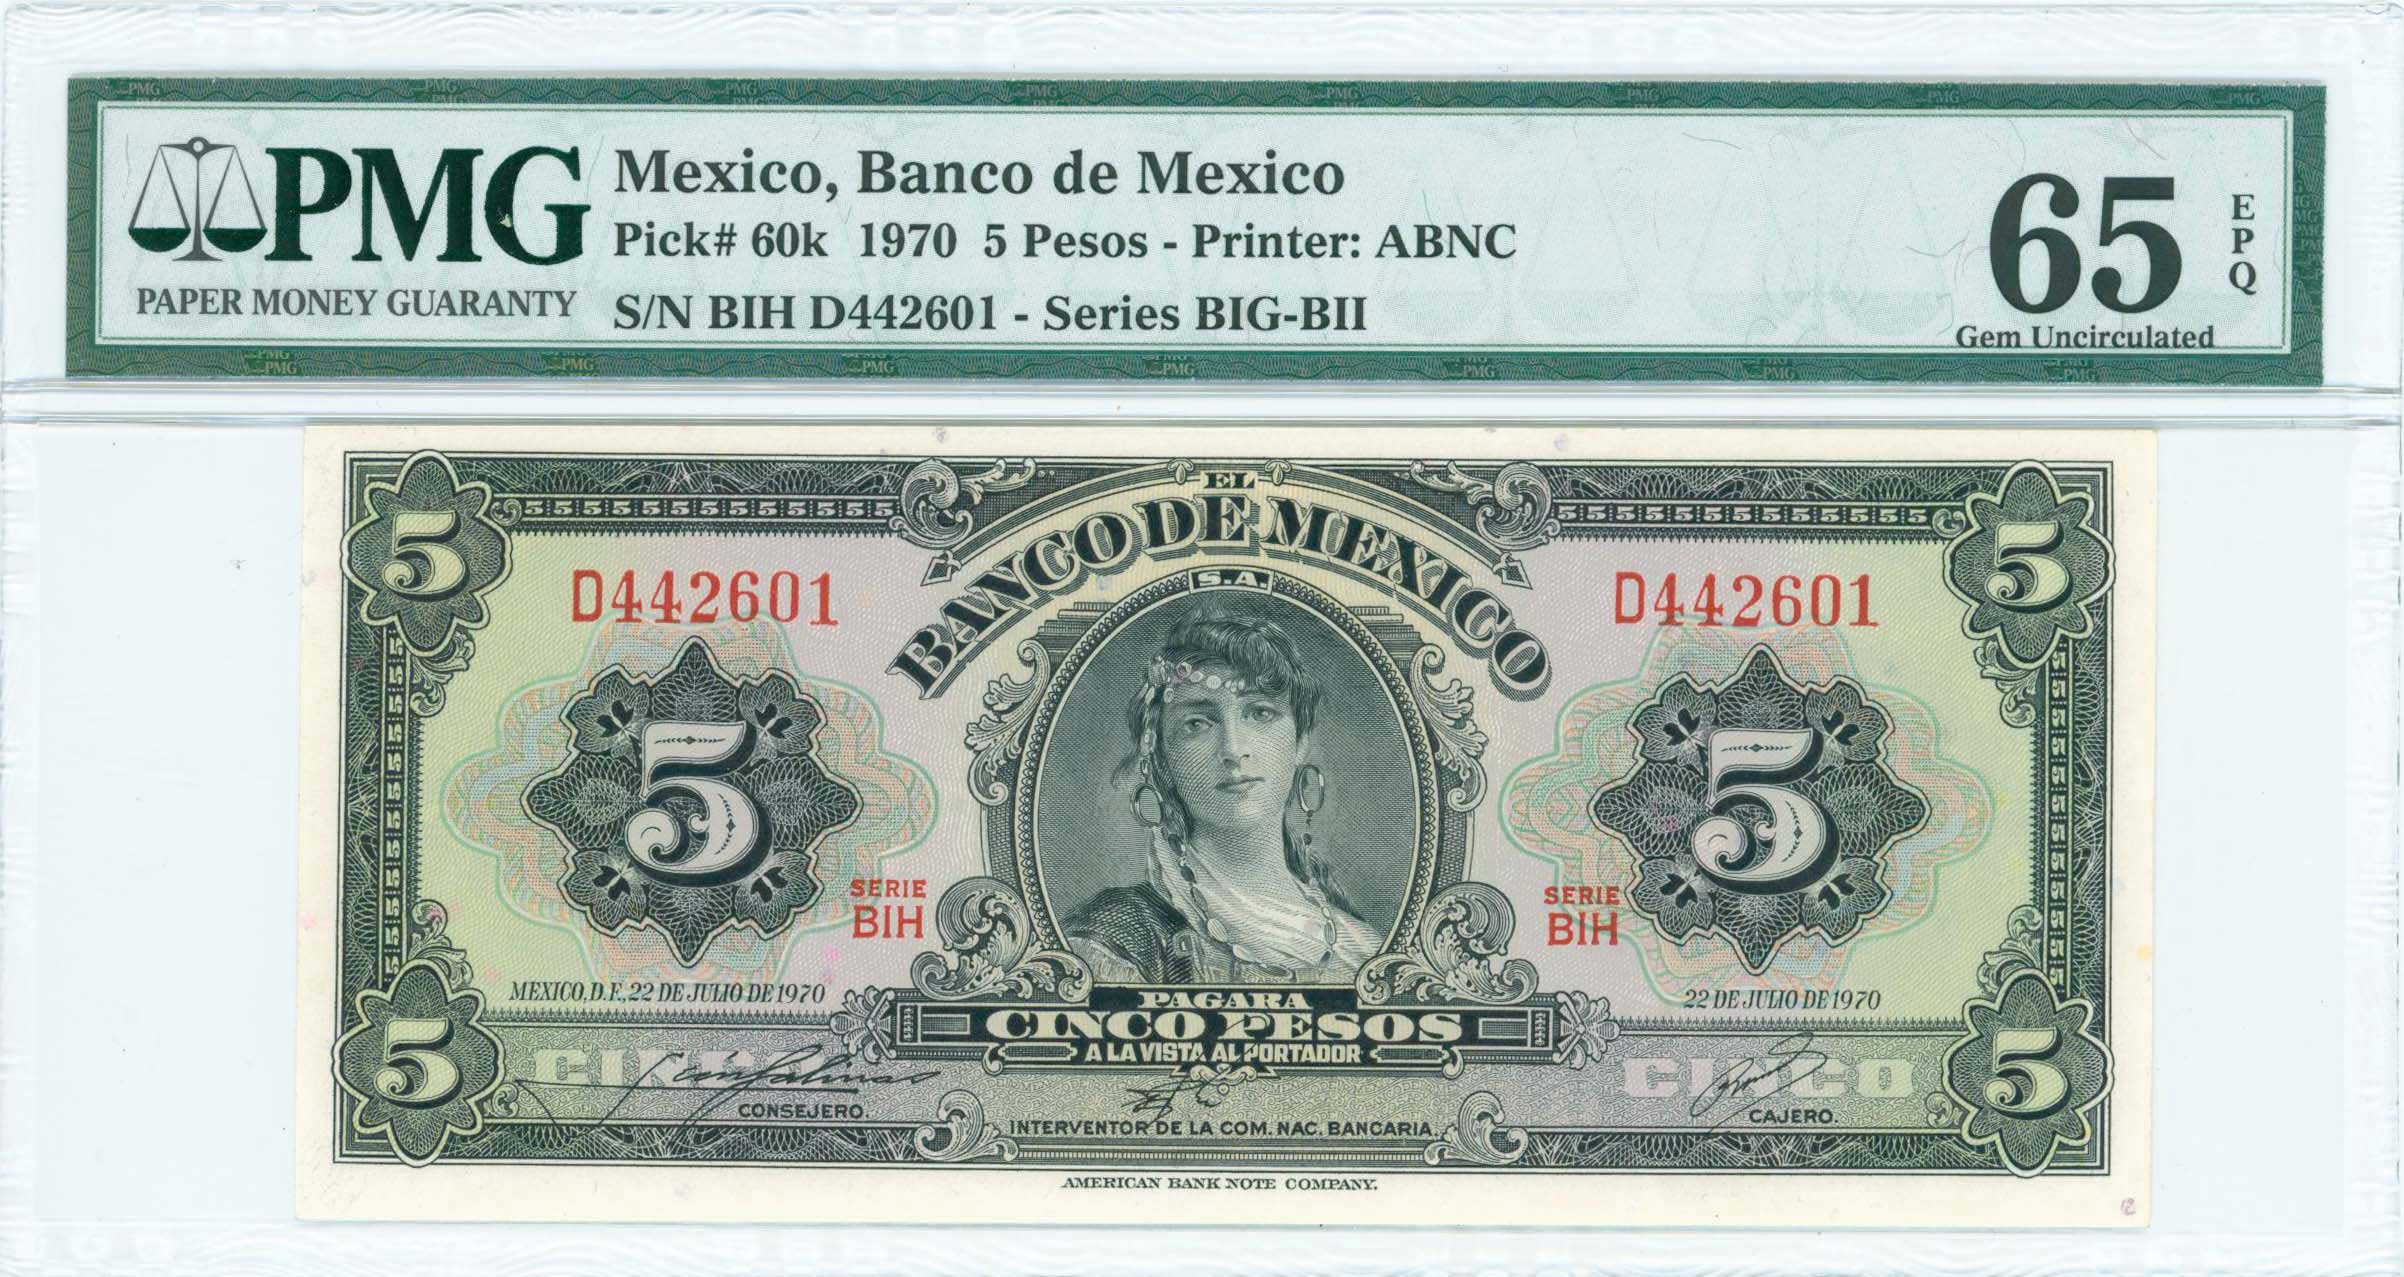 PMG
PAPER MONEY GUARANTY
Mexico, Banco de Mexico
Pick# 60k 1970 5 Pesos - Printer: ABNC
S/N BIH D442601 - Series BIG-BII
65
EPQ
Gem Uncirculated
EL
BANCO DE MEXICO
S.A.
5 5
D442601 D442601
5 5
SERIE
BIH
SERIE
BIH
MEXICO, D.F., 22 DE JULIO DE 1970
22 DE JULIO DE 1970
PAGARA
CINCO PESOS
A LA VISTA AL PORTADOR
5 5
CINCO
CINCO
CONSEJERO.
INTERVENTOR DE LA COM. NAC. BANCARIA.
CAJERO.
AMERICAN BANK NOTE COMPANY.